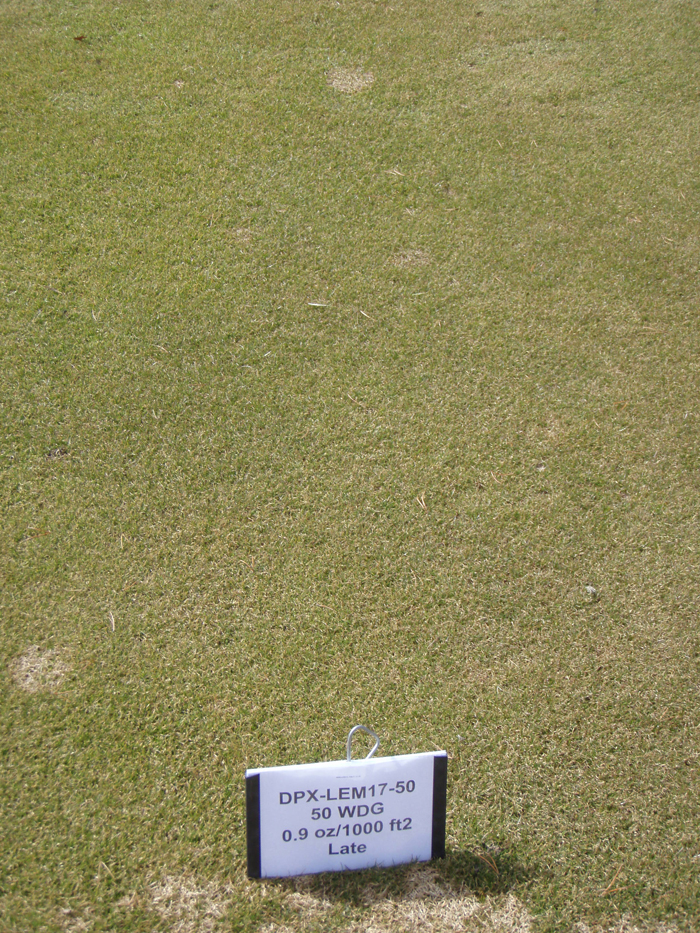 DPX-LEM17-50
50 WDG
0.9 oz/1000 ft2
Late